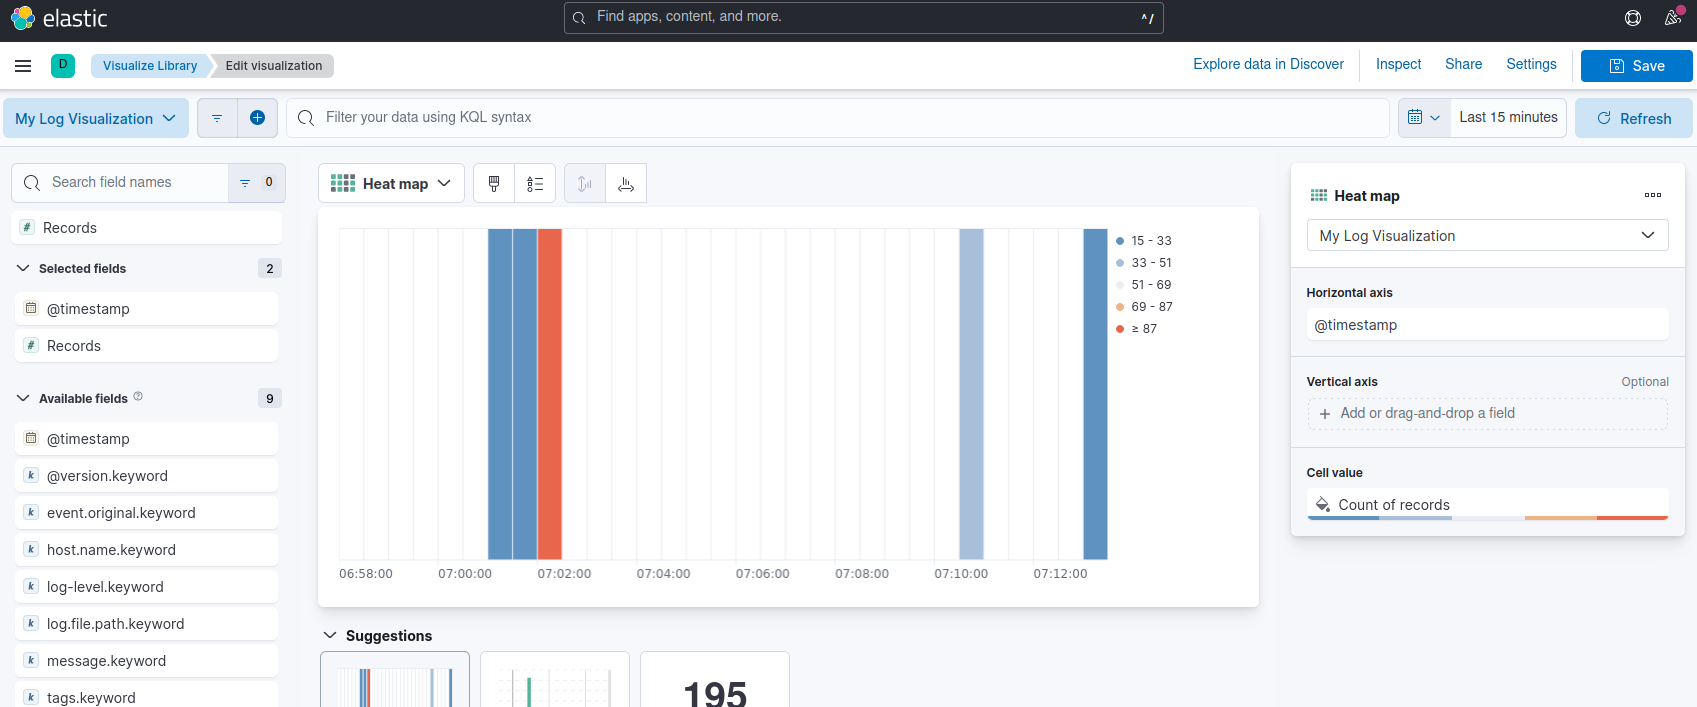 elastic
Find apps, content, and more.
^/
D
Visualize Library
Edit visualization
Explore data in Discover
Inspect
Share
Settings
Save
My Log Visualization
Filter your data using KQL syntax
Last 15 minutes
Refresh
Search field names
0
# Records
Selected fields
2
@timestamp
# Records
Available fields
9
@timestamp
k @version.keyword
k event.original.keyword
k host.name.keyword
k log-level.keyword
k log.file.path.keyword
k message.keyword
k tags.keyword
Heat map
15 - 33
33 - 51
51 - 69
69 - 87
≥ 87
06:58:00 07:00:00 07:02:00 07:04:00 07:06:00 07:08:00 07:10:00 07:12:00
Suggestions
195
Heat map
My Log Visualization
Horizontal axis
@timestamp
Vertical axis
Optional
Add or drag-and-drop a field
Cell value
Count of records